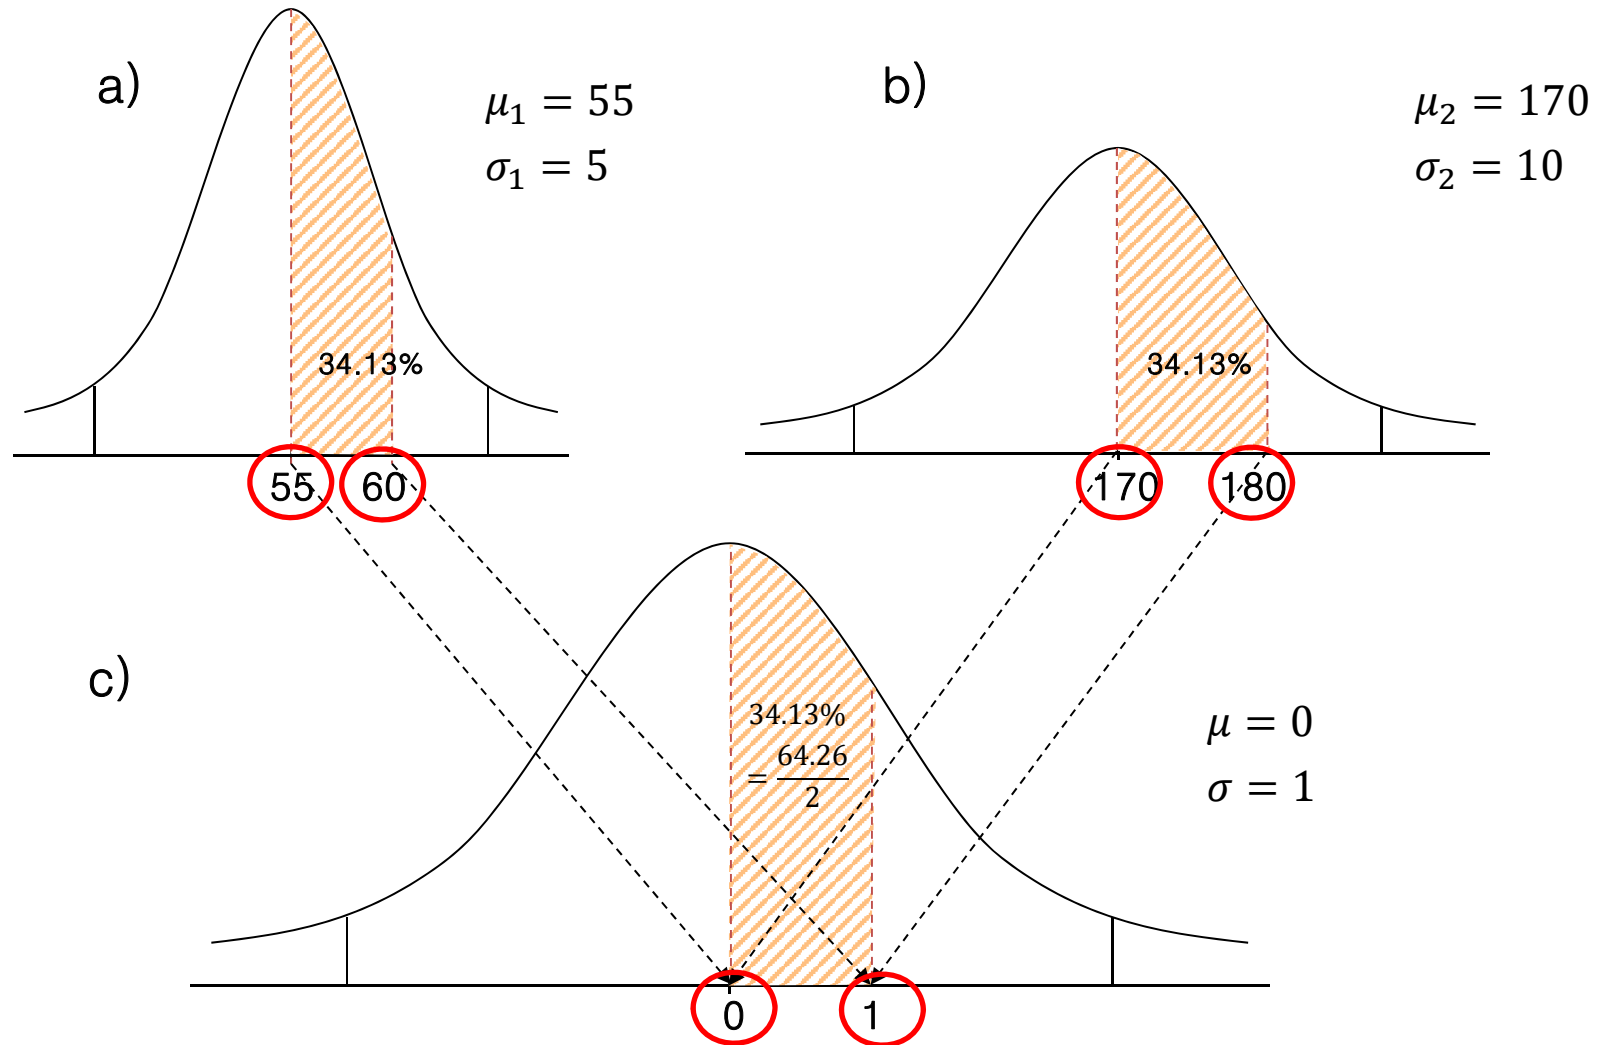 a)
μ₁ = 55
σ₁ = 5
34.13%
55
60
b)
μ₂ = 170
σ₂ = 10
34.13%
170
180
c)
34.13%
= 64.26/2
μ = 0
σ = 1
0
1